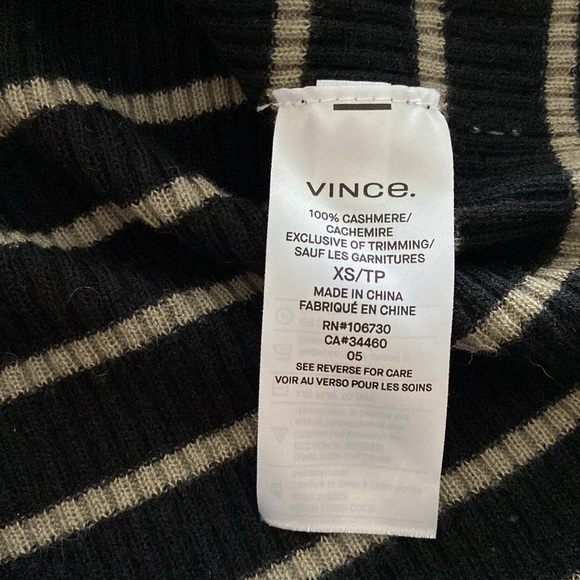 VINCe.
100% CASHMERE/
CACHEMIRE
EXCLUSIVE OF TRIMMING/
SAUF LES GARNITURES
XS/TP
MADE IN CHINA
FABRIQUÉ EN CHINE
RN#106730
CA#34460
05
SEE REVERSE FOR CARE
VOIR AU VERSO POUR LES SOINS